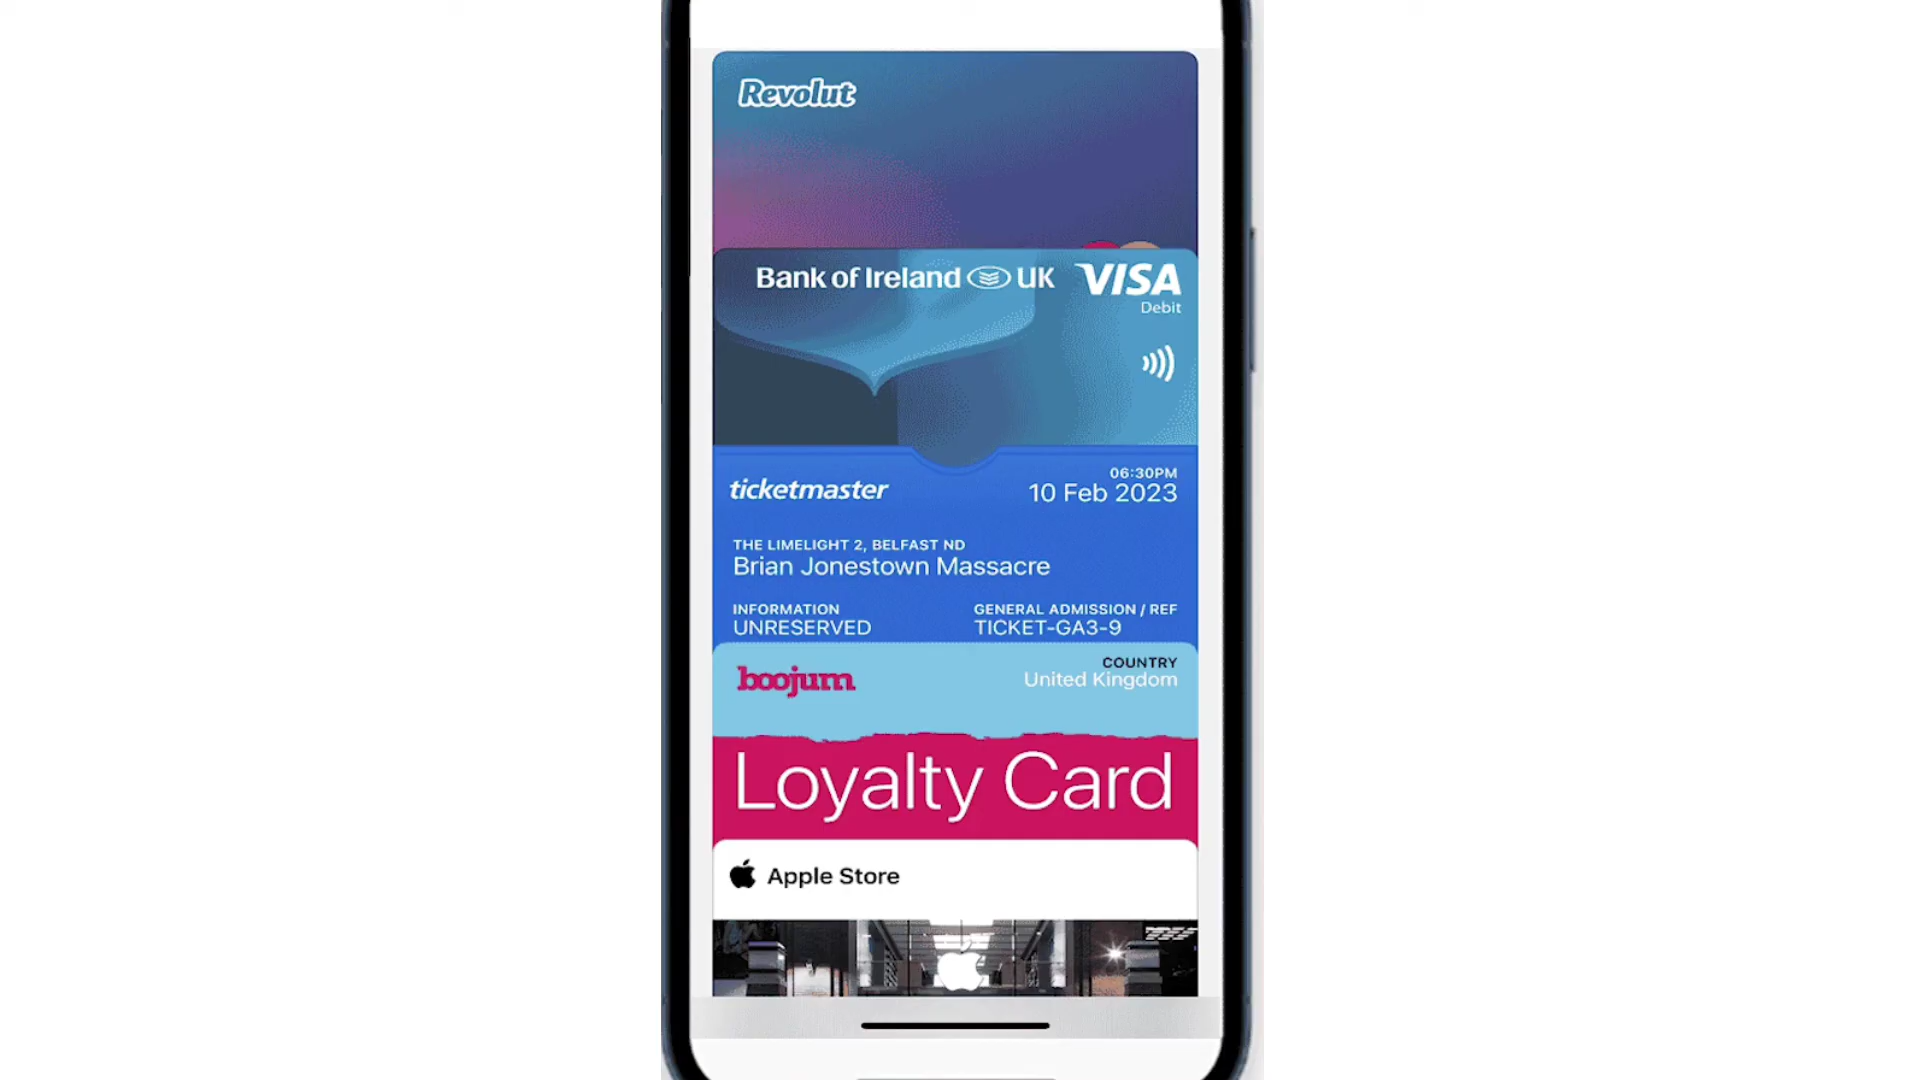 Revolut
Bank of Ireland UK VISA
Debit
06:30PM
ticketmaster 10 Feb 2023
THE LIMELIGHT 2, BELFAST ND
Brian Jonestown Massacre
INFORMATION GENERAL ADMISSION / REF
UNRESERVED TICKET-GA3-9
COUNTRY
boojum United Kingdom
Loyalty Card
Apple Store